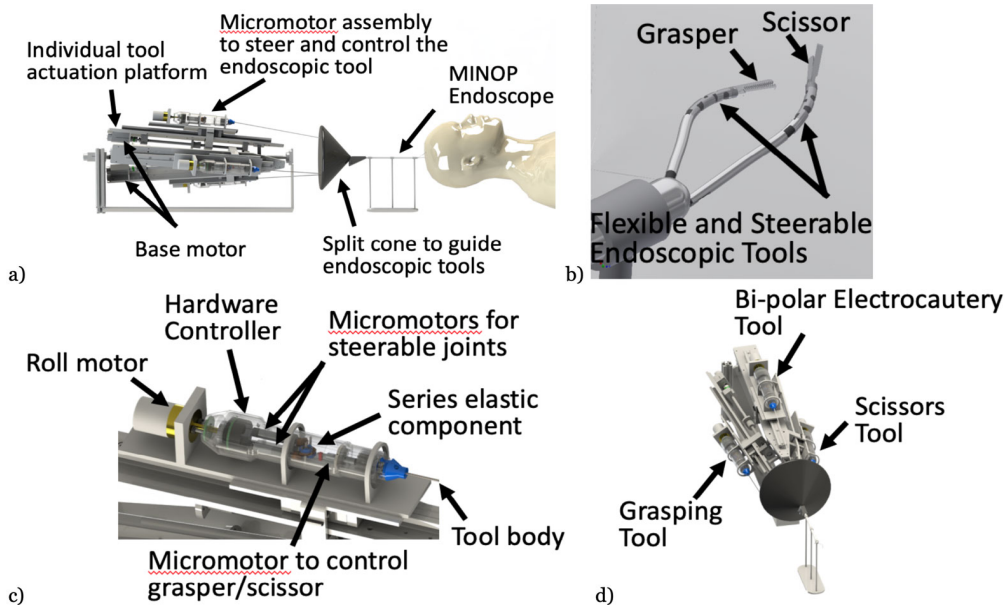 Micromotor assembly
to steer and control the
endoscopic tool
Individual tool
actuation platform
MINOP
Endoscope
Base motor
Split cone to guide
endoscopic tools
a)
Grasper
Scissor
Flexible and Steerable
Endoscopic Tools
b)
Hardware
Controller
Micromotors for
steerable joints
Roll motor
Series elastic
component
Tool body
Micromotor to control
grasper/scissor
c)
Bi-polar Electrocautery
Tool
Scissors
Tool
Grasping
Tool
d)